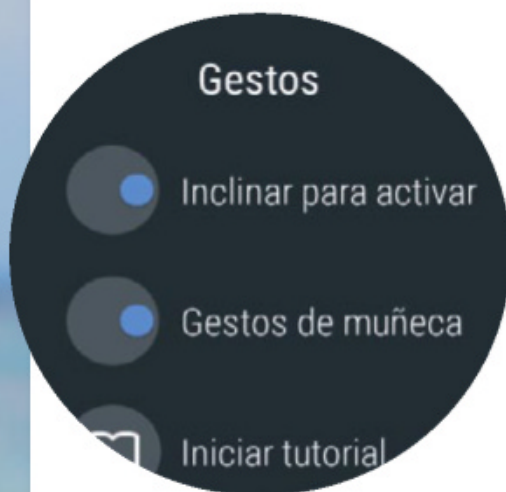 Gestos
Inclinar para activar
Gestos de muñeca
Iniciar tutorial